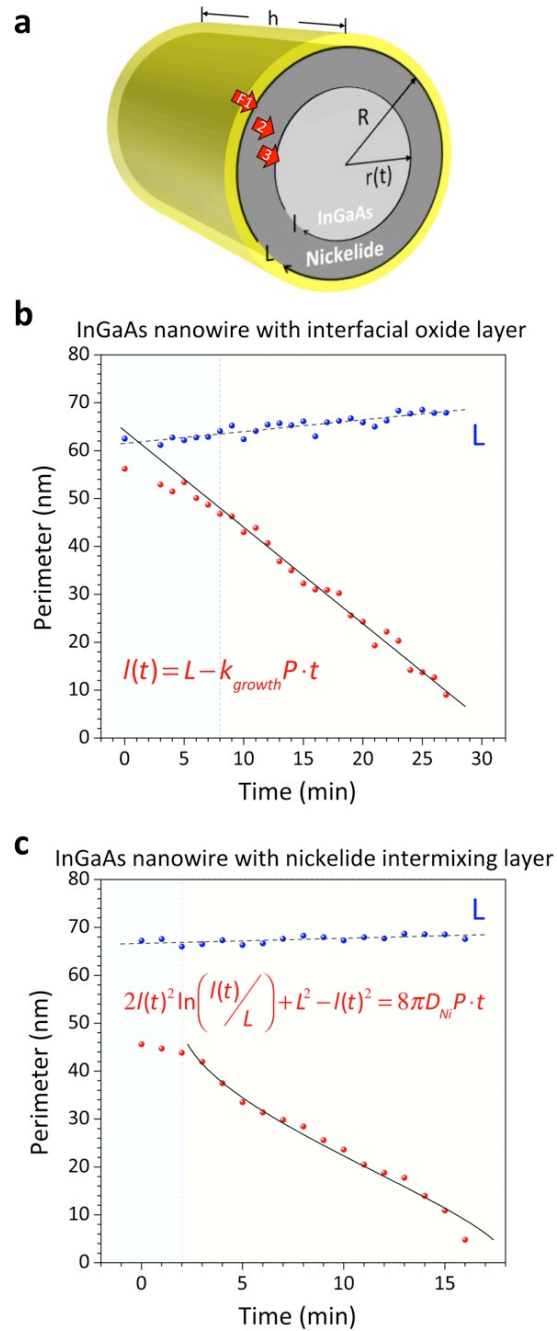 a
h
F1
2
3
R
r(t)
InGaAs
l
Nickelide
L
b
InGaAs nanowire with interfacial oxide layer
80
70
60
50
40
30
20
10
0
L
l(t) = L − k_growth P · t
Perimeter (nm)
0 5 10 15 20 25 30
Time (min)
c
InGaAs nanowire with nickelide intermixing layer
80
70
60
50
40
30
20
10
0
L
2l(t)² ln(l(t)/L) + L² − l(t)² = 8πD_Ni P · t
Perimeter (nm)
0 5 10 15
Time (min)